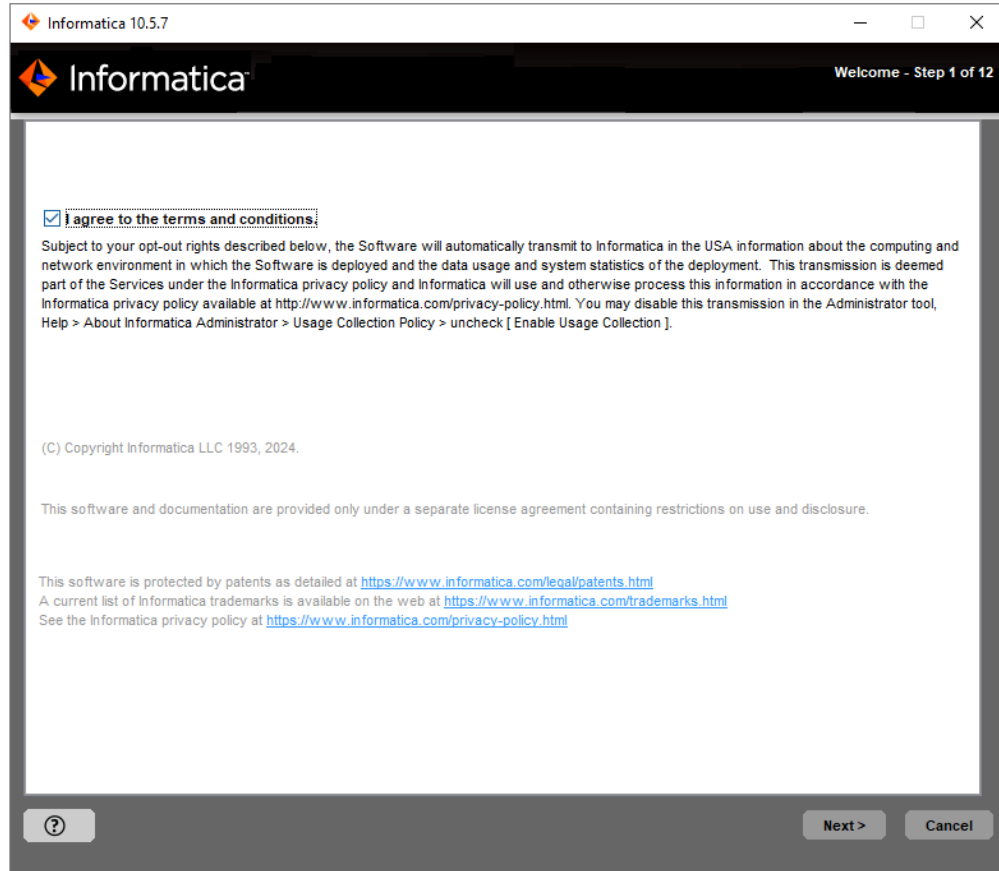 Informatica 10.5.7
Informatica
Welcome - Step 1 of 12
I agree to the terms and conditions.
Subject to your opt-out rights described below, the Software will automatically transmit to Informatica in the USA information about the computing and
network environment in which the Software is deployed and the data usage and system statistics of the deployment.  This transmission is deemed
part of the Services under the Informatica privacy policy and Informatica will use and otherwise process this information in accordance with the
Informatica privacy policy available at http://www.informatica.com/privacy-policy.html. You may disable this transmission in the Administrator tool,
Help > About Informatica Administrator > Usage Collection Policy > uncheck [ Enable Usage Collection ].
(C) Copyright Informatica LLC 1993, 2024.
This software and documentation are provided only under a separate license agreement containing restrictions on use and disclosure.
This software is protected by patents as detailed at https://www.informatica.com/legal/patents.html
A current list of Informatica trademarks is available on the web at https://www.informatica.com/trademarks.html
See the Informatica privacy policy at https://www.informatica.com/privacy-policy.html
?
Next >
Cancel